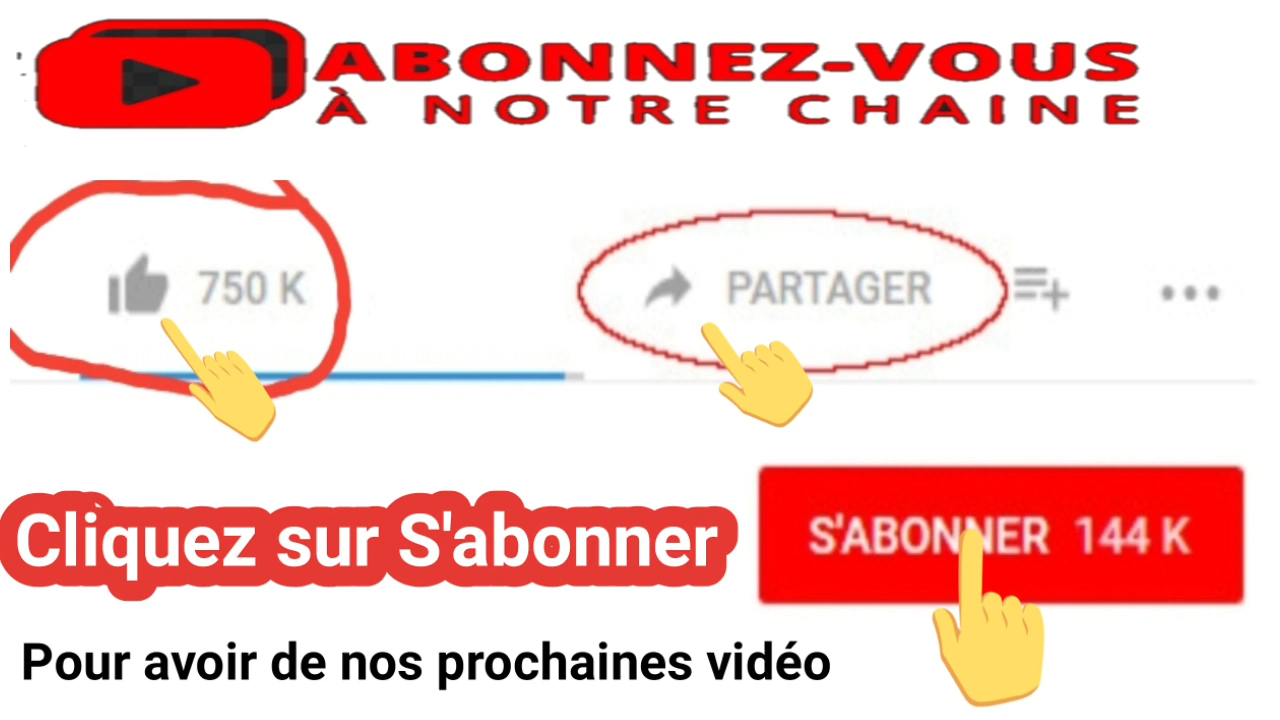 ABONNEZ-VOUS
À NOTRE CHAINE
750 K PARTAGER
Cliquez sur S'abonner
S'ABONNER 144 K
Pour avoir de nos prochaines vidéo